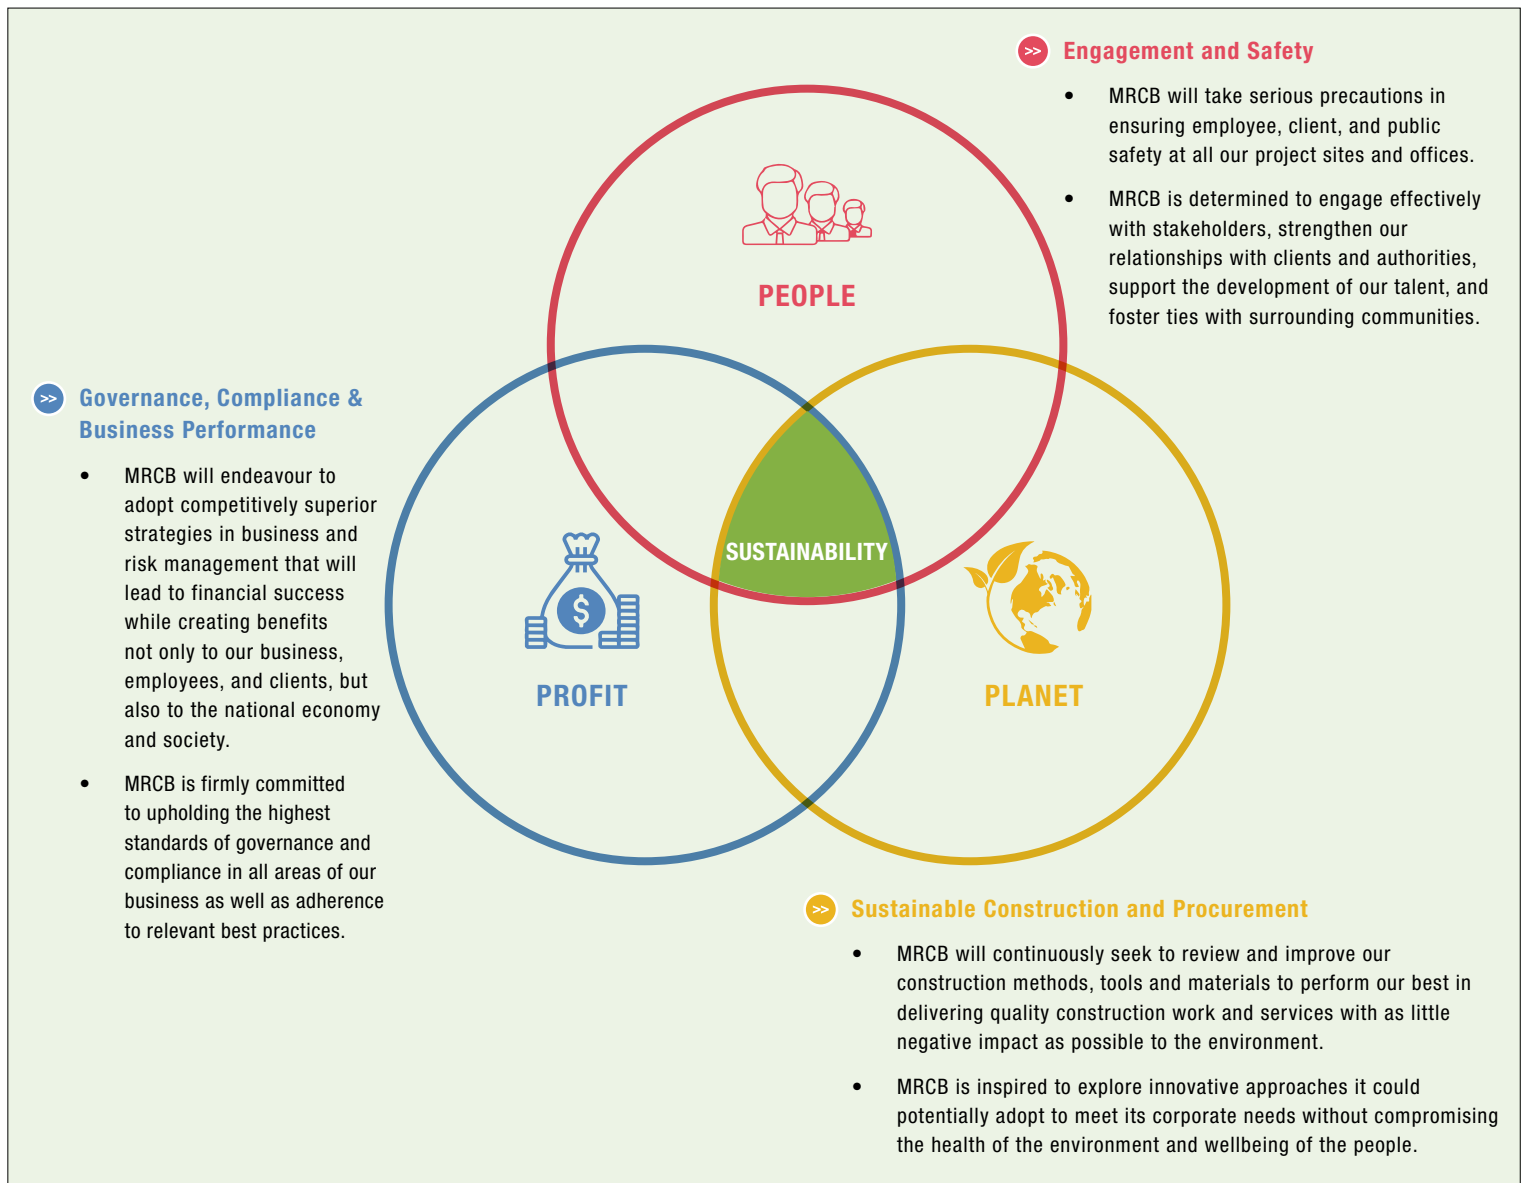 >> Engagement and Safety
• MRCB will take serious precautions in
ensuring employee, client, and public
safety at all our project sites and offices.
• MRCB is determined to engage effectively
with stakeholders, strengthen our
relationships with clients and authorities,
support the development of our talent, and
foster ties with surrounding communities.
PEOPLE
>> Governance, Compliance &
Business Performance
• MRCB will endeavour to
adopt competitively superior
strategies in business and
risk management that will
lead to financial success
while creating benefits
not only to our business,
employees, and clients, but
also to the national economy
and society.
• MRCB is firmly committed
to upholding the highest
standards of governance and
compliance in all areas of our
business as well as adherence
to relevant best practices.
SUSTAINABILITY
$
PROFIT
PLANET
>> Sustainable Construction and Procurement
• MRCB will continuously seek to review and improve our
construction methods, tools and materials to perform our best in
delivering quality construction work and services with as little
negative impact as possible to the environment.
• MRCB is inspired to explore innovative approaches it could
potentially adopt to meet its corporate needs without compromising
the health of the environment and wellbeing of the people.